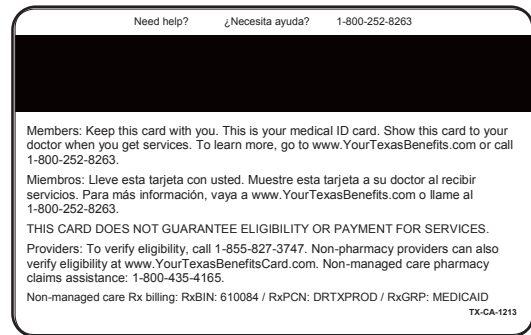 Need help? ¿Necesita ayuda? 1-800-252-8263
Members: Keep this card with you. This is your medical ID card. Show this card to your
doctor when you get services. To learn more, go to www.YourTexasBenefits.com or call
1-800-252-8263.
Miembros: Lleve esta tarjeta con usted. Muestre esta tarjeta a su doctor al recibir
servicios. Para más información, vaya a www.YourTexasBenefits.com o llame al
1-800-252-8263.
THIS CARD DOES NOT GUARANTEE ELIGIBILITY OR PAYMENT FOR SERVICES.
Providers: To verify eligibility, call 1-855-827-3747. Non-pharmacy providers can also
verify eligibility at www.YourTexasBenefitsCard.com. Non-managed care pharmacy
claims assistance: 1-800-435-4165.
Non-managed care Rx billing: RxBIN: 610084 / RxPCN: DRTXPROD / RxGRP: MEDICAID
TX-CA-1213